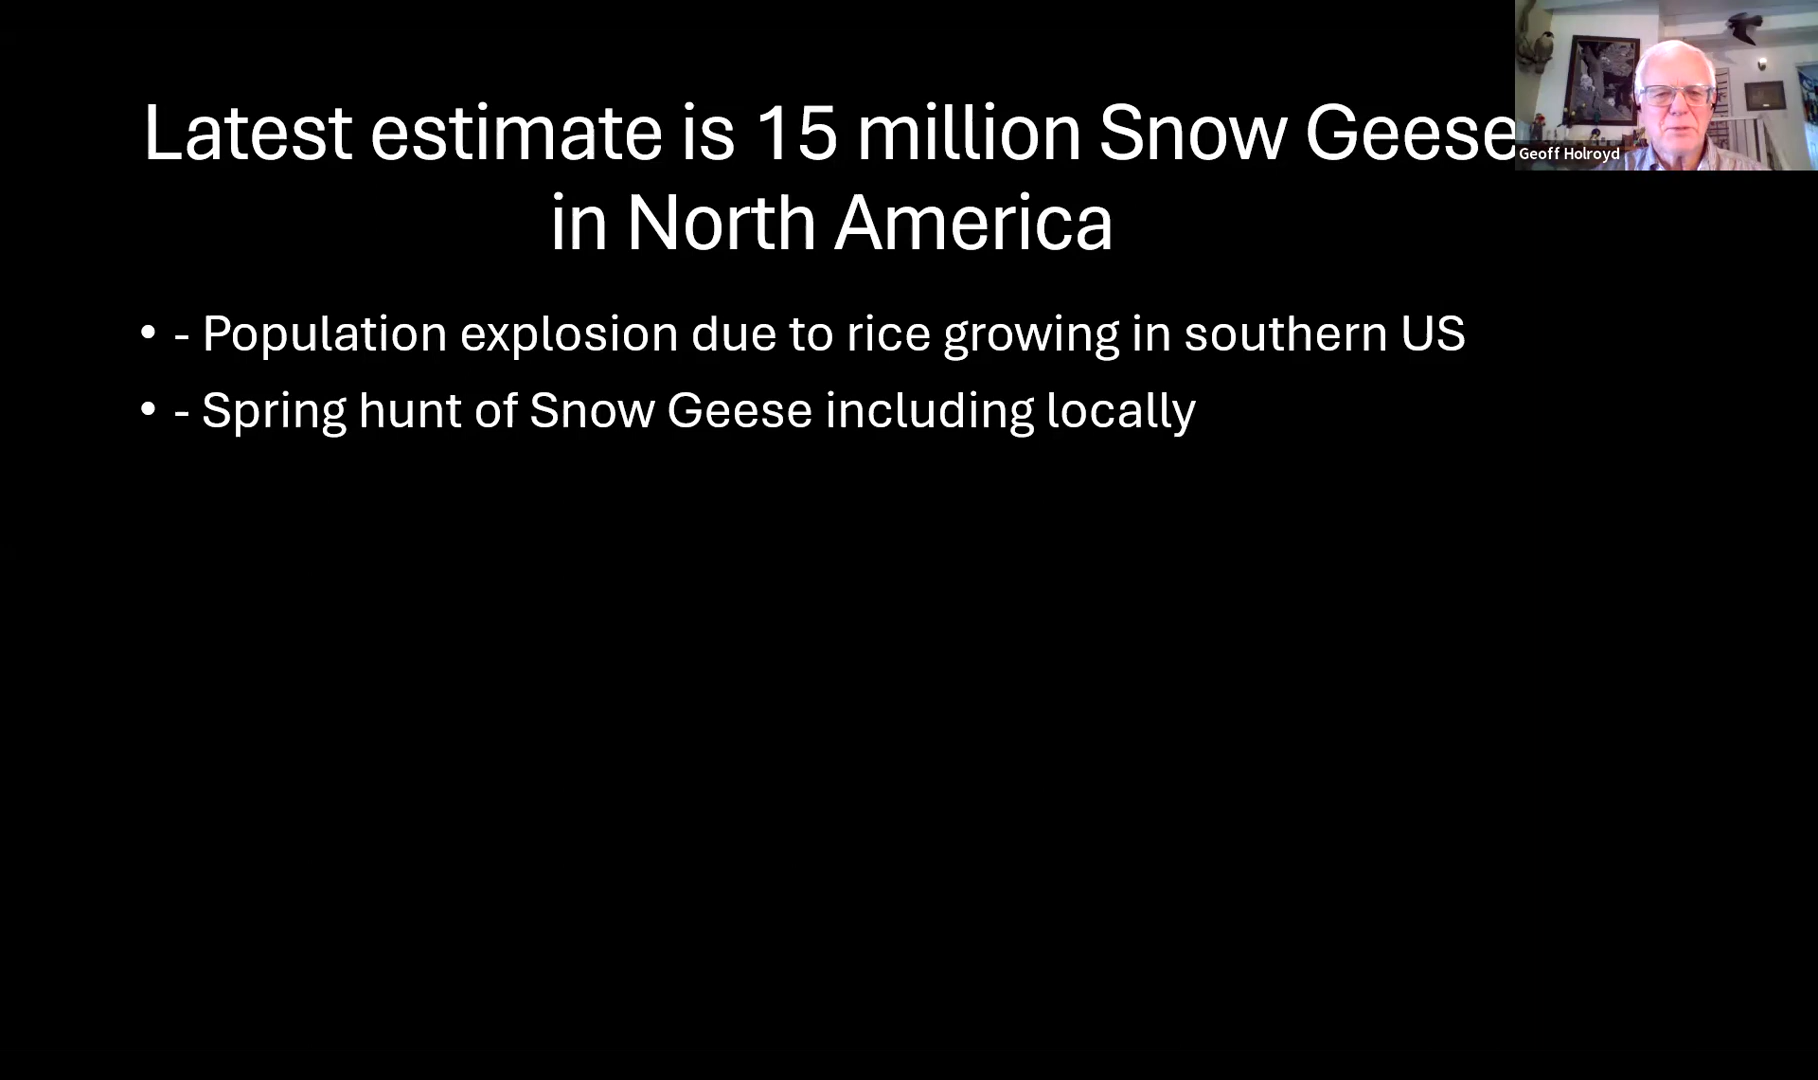 Latest estimate is 15 million Snow Geese
in North America
• - Population explosion due to rice growing in southern US
• - Spring hunt of Snow Geese including locally
Geoff Holroyd